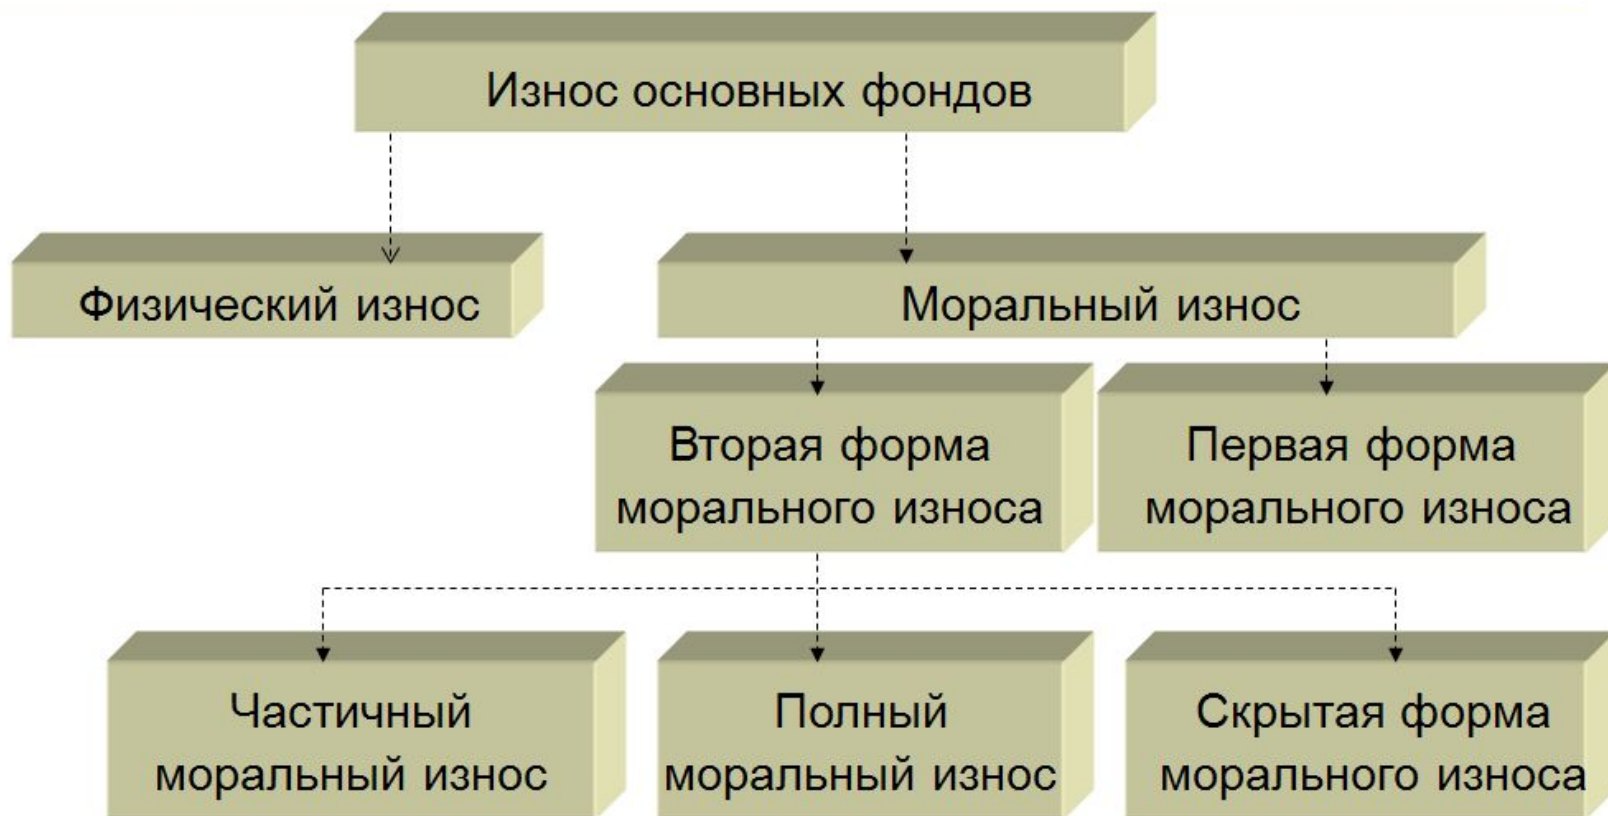 Износ основных фондов
Физический износ
Моральный износ
Вторая форма
морального износа
Первая форма
морального износа
Частичный
моральный износ
Полный
моральный износ
Скрытая форма
морального износа